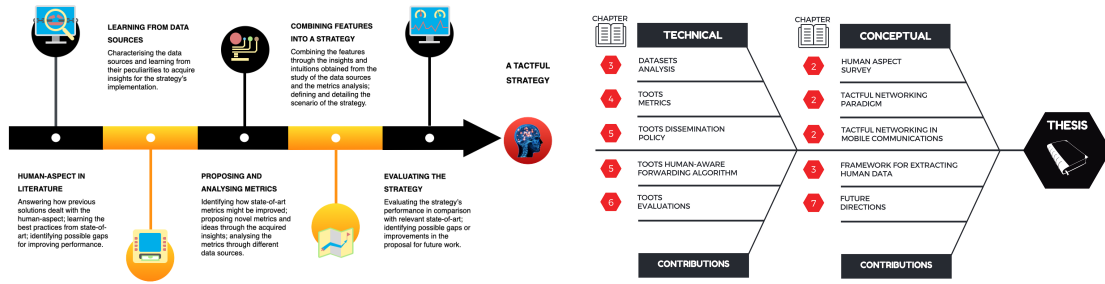 LEARNING FROM DATA
SOURCES
Characterising the data
sources and learning from
their peculiarities to acquire
insights for the strategy's
implementation.
COMBINING FEATURES
INTO A STRATEGY
Combining the features
through the insights and
intuitions obtained from the
study of the data sources
and the metrics analysis;
defining and detailing the
scenario of the strategy.
A TACTFUL
STRATEGY
HUMAN-ASPECT IN
LITERATURE
Answering how previous
solutions dealt with the
human-aspect; learning the
best practices from state-of-
art; identifying possible gaps
for improving performance.
PROPOSING AND
ANALYSING METRICS
Identifying how state-of-art
metrics might be improved;
proposing novel metrics and
ideas through the acquired
insights; analysing the
metrics through different
data sources.
EVALUATING THE
STRATEGY
Evaluating the strategy's
performance in comparison
with relevant state-of-art;
identifying possible gaps or
improvements in the
proposal for future work.
CHAPTER
TECHNICAL
3
DATASETS
ANALYSIS
4
TOOTS
METRICS
5
TOOTS DISSEMINATION
POLICY
5
TOOTS HUMAN-AWARE
FORWARDING ALGORITHM
6
TOOTS
EVALUATIONS
CONTRIBUTIONS
CHAPTER
CONCEPTUAL
2
HUMAN ASPECT
SURVEY
2
TACTFUL NETWORKING
PARADIGM
2
TACTFUL NETWORKING IN
MOBILE COMMUNICATIONS
3
FRAMEWORK FOR EXTRACTING
HUMAN DATA
7
FUTURE
DIRECTIONS
CONTRIBUTIONS
THESIS